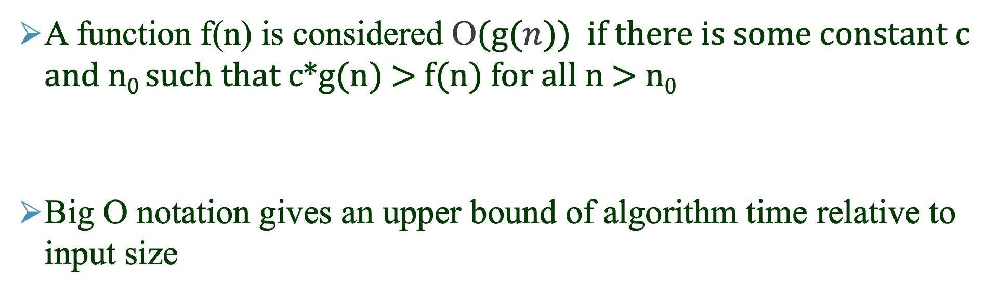 ➢A function f(n) is considered O(g(n)) if there is some constant c
and n₀ such that c*g(n) > f(n) for all n > n₀
➢Big O notation gives an upper bound of algorithm time relative to
input size